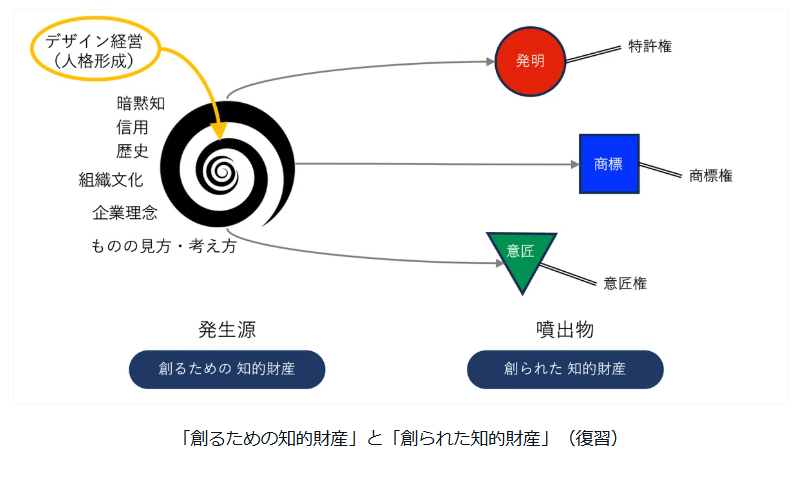 デザイン経営
（人格形成）
暗黙知
信用
歴史
組織文化
企業理念
ものの見方・考え方
発明
特許権
商標
商標権
意匠
意匠権
発生源
噴出物
創るための 知的財産
創られた 知的財産
「創るための知的財産」と「創られた知的財産」（復習）